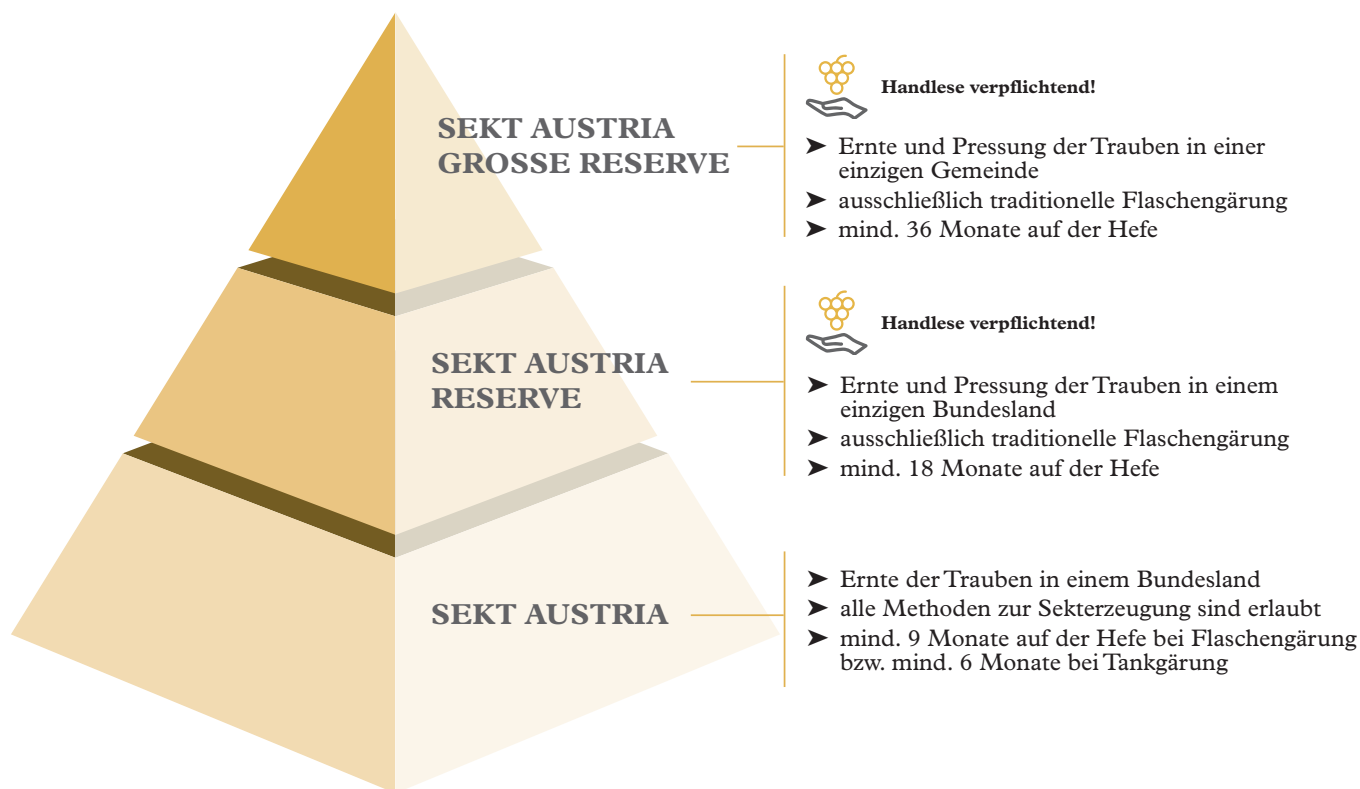 SEKT AUSTRIA
GROSSE RESERVE
Handlese verpflichtend!
➤ Ernte und Pressung der Trauben in einer
einzigen Gemeinde
➤ ausschließlich traditionelle Flaschengärung
➤ mind. 36 Monate auf der Hefe
SEKT AUSTRIA
RESERVE
Handlese verpflichtend!
➤ Ernte und Pressung der Trauben in einem
einzigen Bundesland
➤ ausschließlich traditionelle Flaschengärung
➤ mind. 18 Monate auf der Hefe
SEKT AUSTRIA
➤ Ernte der Trauben in einem Bundesland
➤ alle Methoden zur Sekterzeugung sind erlaubt
➤ mind. 9 Monate auf der Hefe bei Flaschengärung
bzw. mind. 6 Monate bei Tankgärung